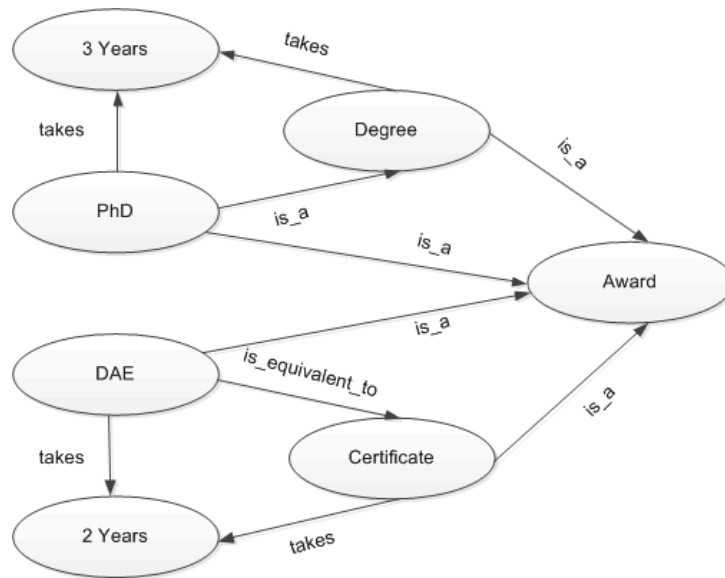 takes
3 Years
takes
Degree
is_a
PhD
is_a
is_a
Award
is_a
DAE
is_equivalent_to
is_a
takes
Certificate
2 Years
takes